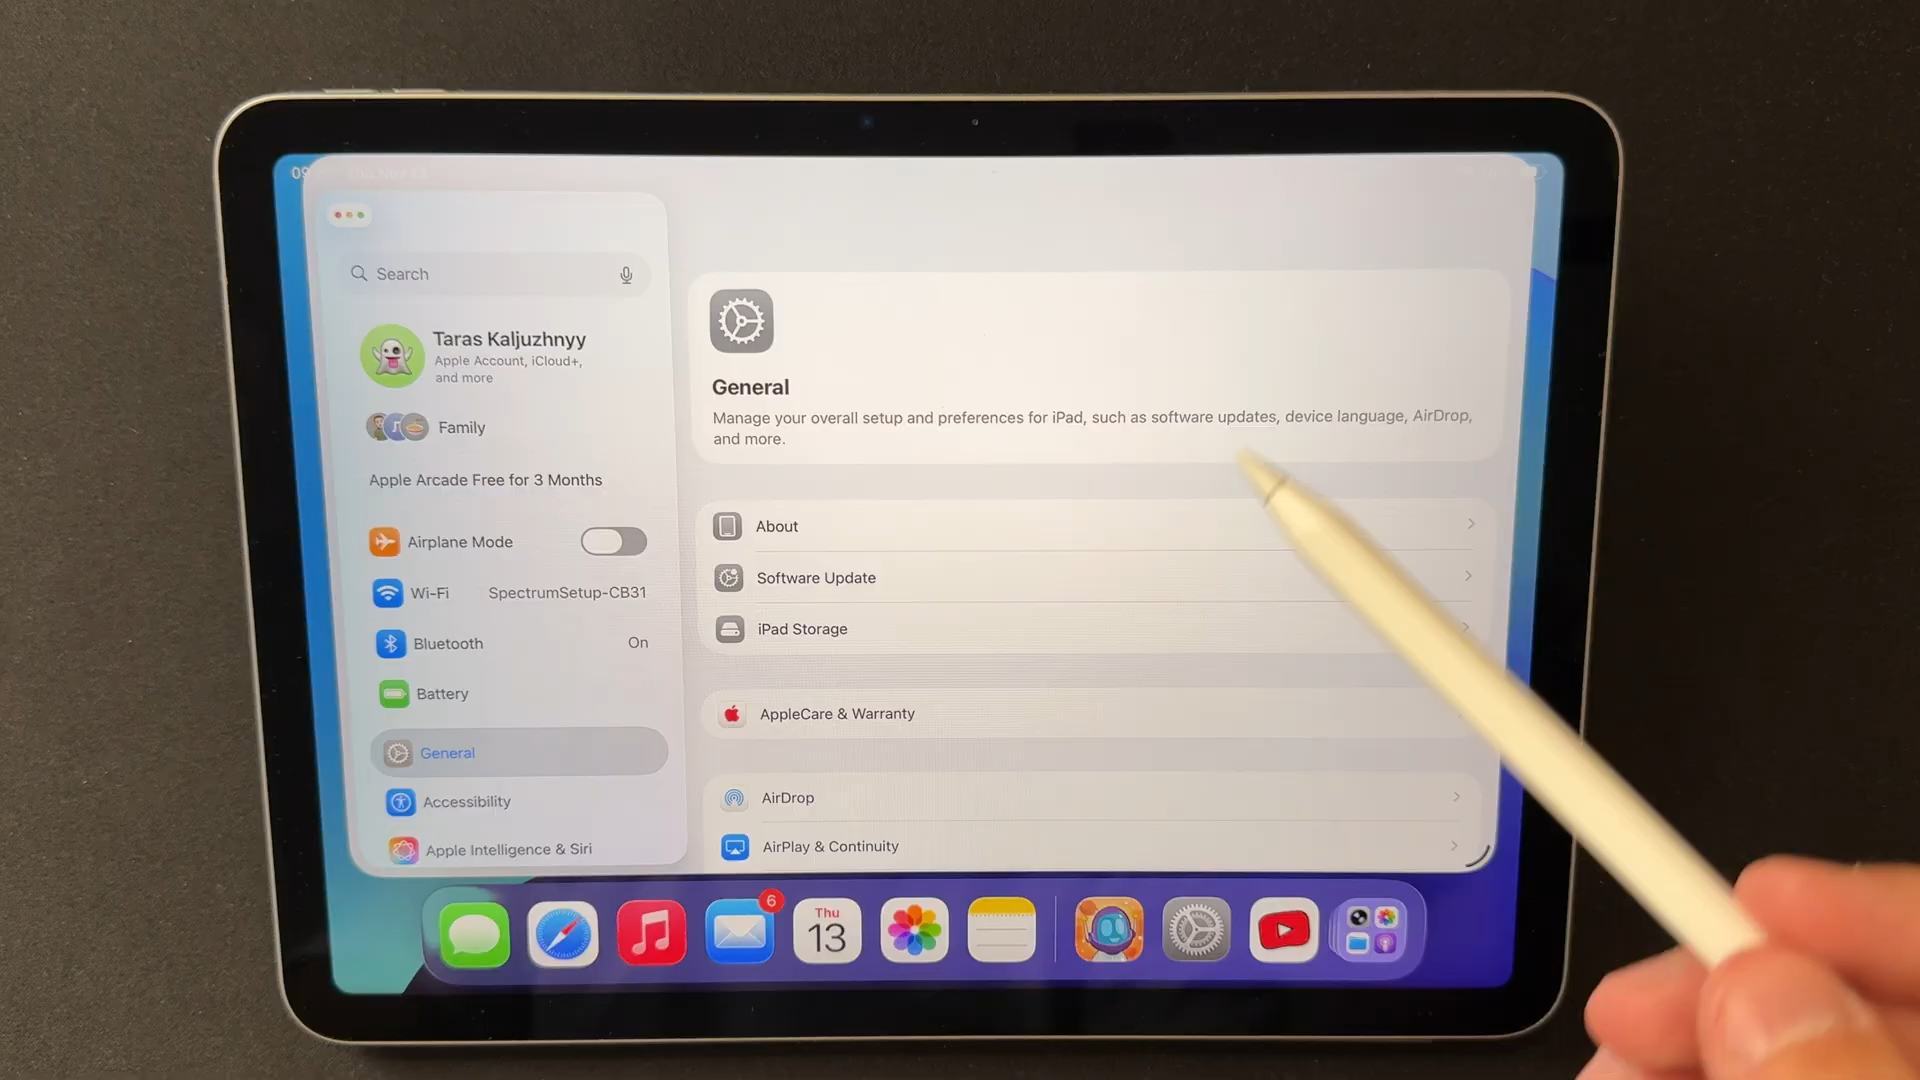 09
Search
Taras Kaljuzhnyy
Apple Account, iCloud+,
and more
Family
Apple Arcade Free for 3 Months
Airplane Mode
Wi-Fi SpectrumSetup-CB31
Bluetooth On
Battery
General
Accessibility
Apple Intelligence & Siri
General
Manage your overall setup and preferences for iPad, such as software updates, device language, AirDrop,
and more.
About
Software Update
iPad Storage
AppleCare & Warranty
AirDrop
AirPlay & Continuity
6
Thu
13